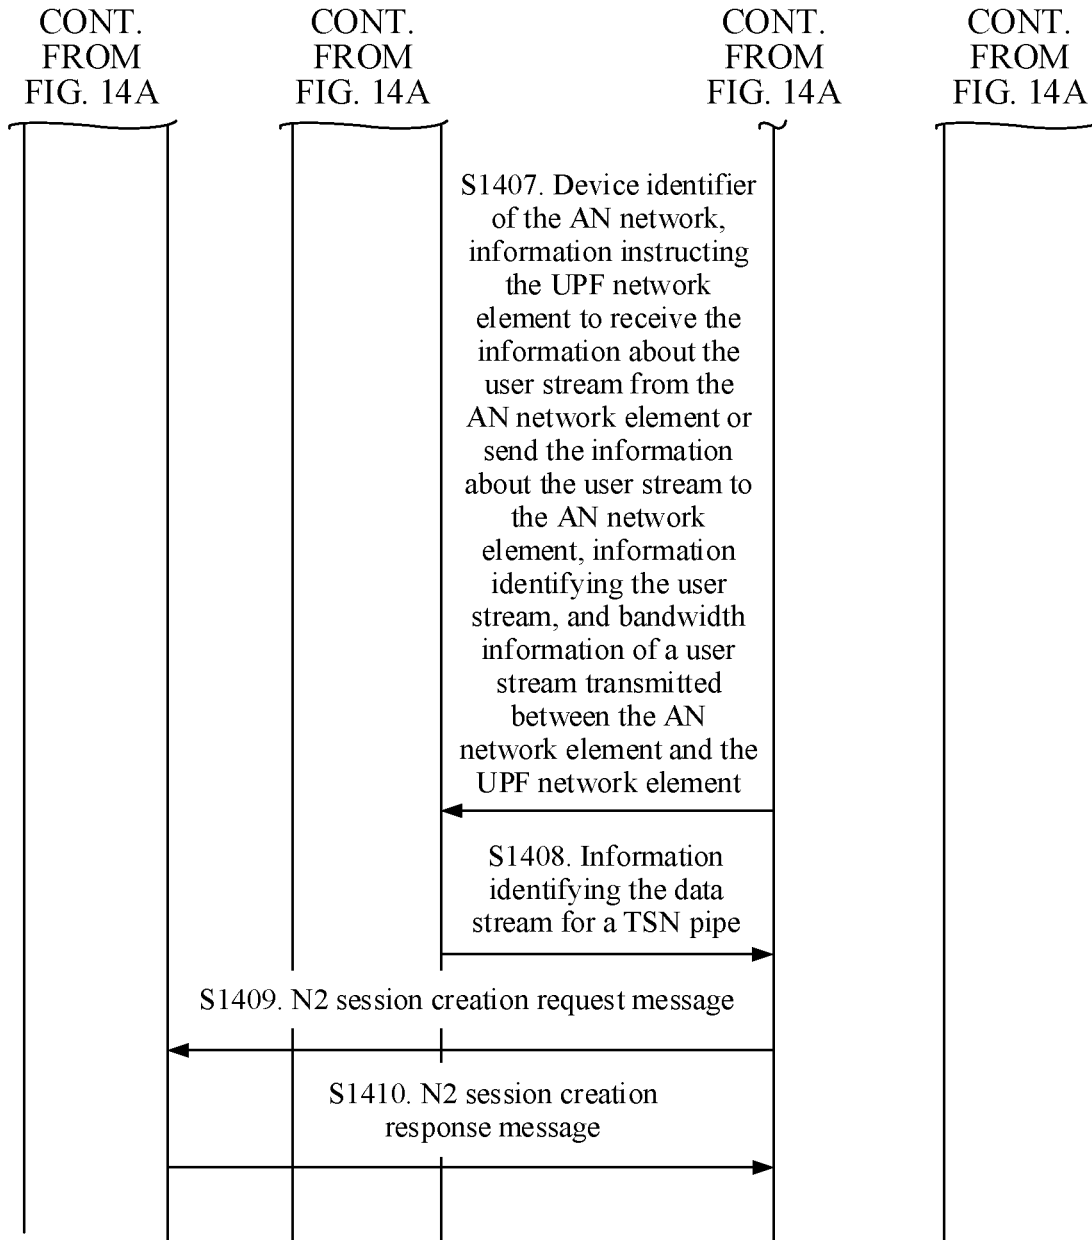 CONT.
FROM
FIG. 14A
CONT.
FROM
FIG. 14A
CONT.
FROM
FIG. 14A
CONT.
FROM
FIG. 14A
S1407. Device identifier
of the AN network,
information instructing
the UPF network
element to receive the
information about the
user stream from the
AN network element or
send the information
about the user stream to
the AN network
element, information
identifying the user
stream, and bandwidth
information of a user
stream transmitted
between the AN
network element and the
UPF network element
S1408. Information
identifying the data
stream for a TSN pipe
S1409. N2 session creation request message
S1410. N2 session creation
response message